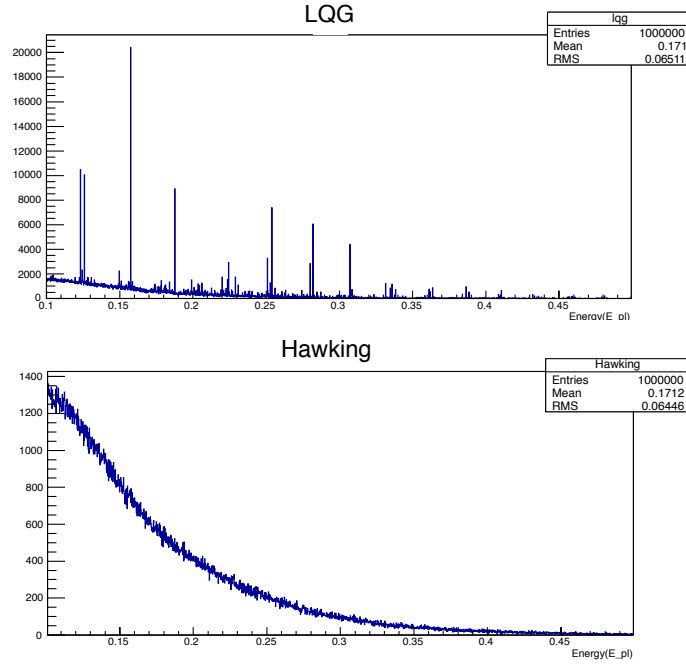 LQG
lqg
Entries 1000000
Mean 0.171
RMS 0.06511
20000
18000
16000
14000
12000
10000
8000
6000
4000
2000
0
0.1 0.15 0.2 0.25 0.3 0.35 0.4 0.45
Energy(E_pl)
Hawking
Hawking
Entries 1000000
Mean 0.1712
RMS 0.06446
1400
1200
1000
800
600
400
200
0
0.15 0.2 0.25 0.3 0.35 0.4 0.45
Energy(E_pl)